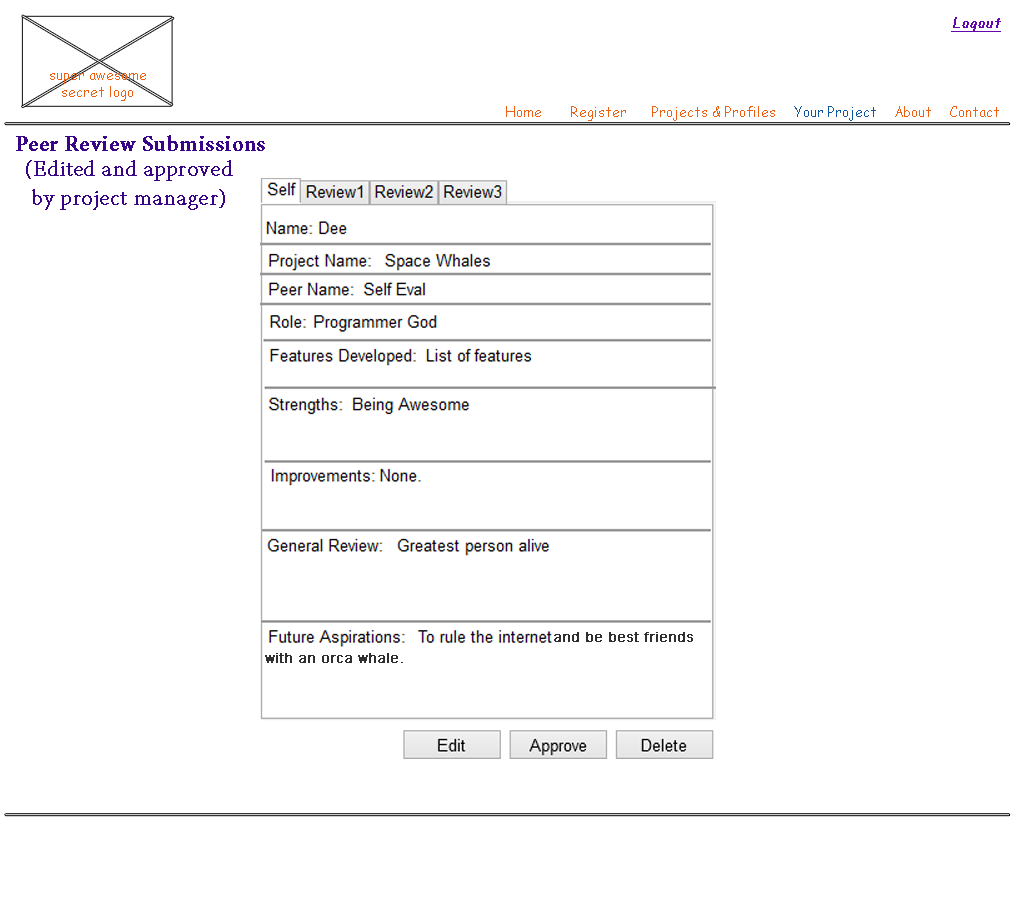 Logout
super awesome
secret logo
Home Register Projects & Profiles Your Project About Contact
Peer Review Submissions
(Edited and approved
by project manager)
Self Review1 Review2 Review3
Name: Dee
Project Name: Space Whales
Peer Name: Self Eval
Role: Programmer God
Features Developed: List of features
Strengths: Being Awesome
Improvements: None.
General Review: Greatest person alive
Future Aspirations: To rule the internet and be best friends
with an orca whale.
Edit Approve Delete